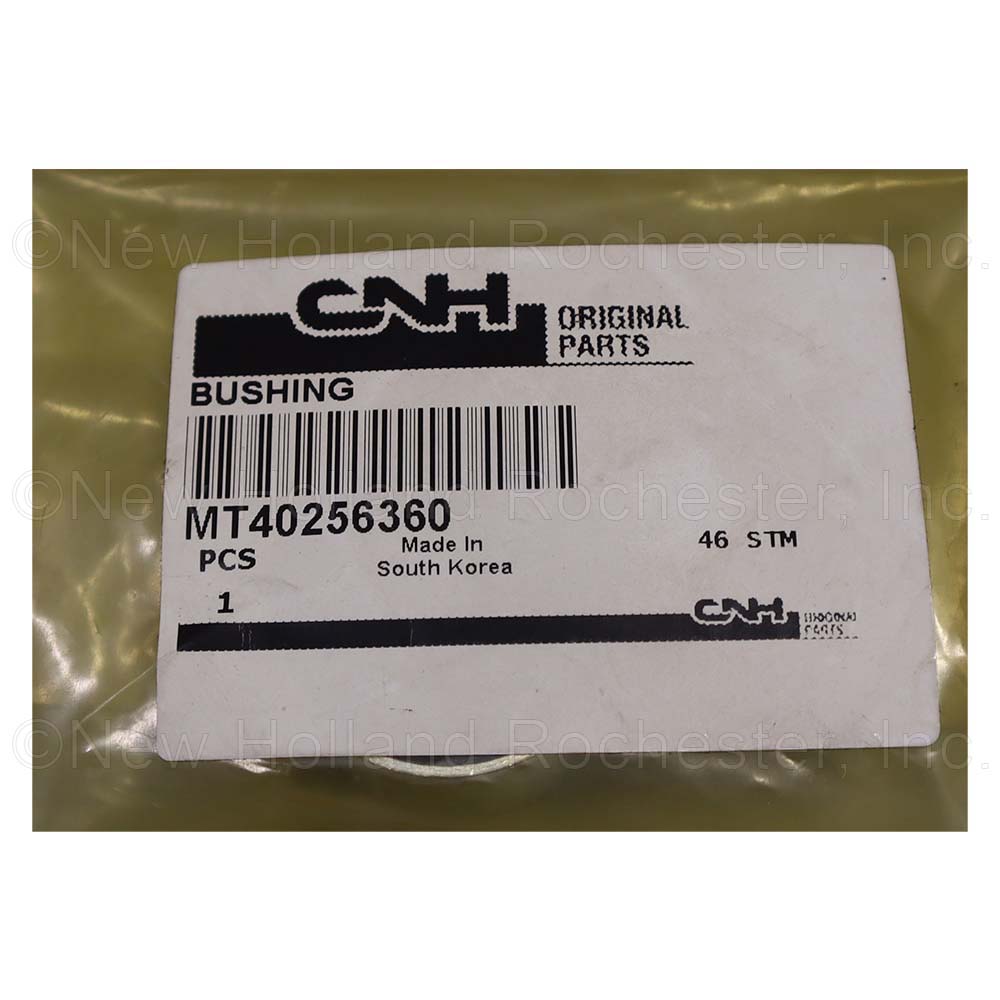 ©New Holland Rochester, Inc.
CNH
ORIGINAL
PARTS
BUSHING
©New Holland Rochester, Inc.
MT40256360
PCS
Made In
South Korea
46 STM
1
CNH
PARTS
©New Holland Rochester, Inc.